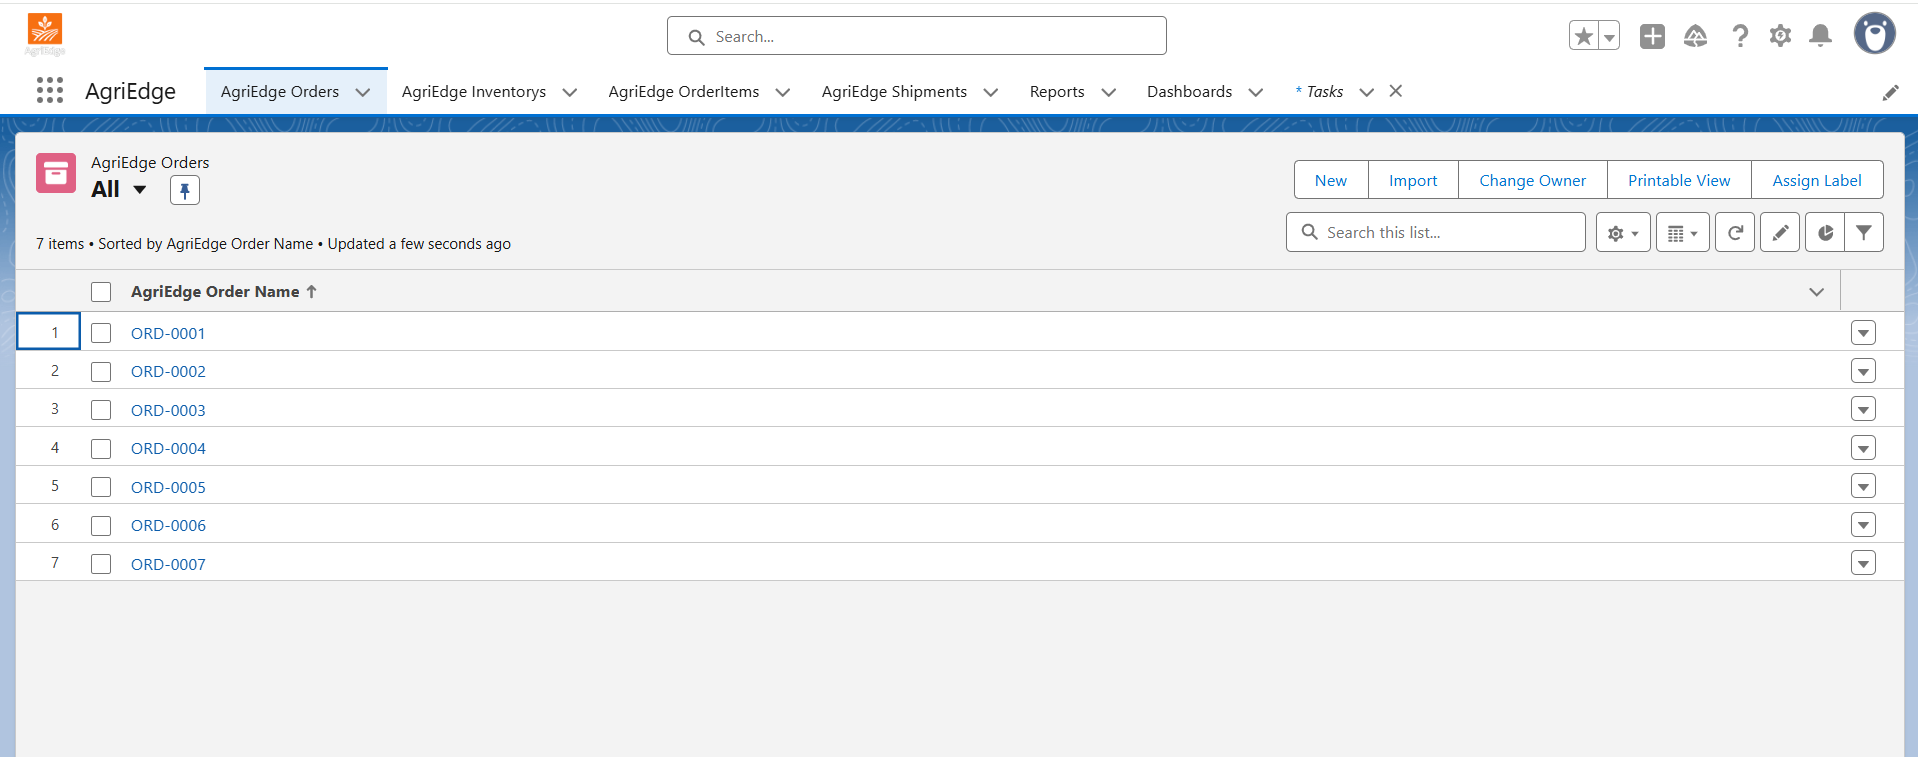 AgriEdge
Search...
AgriEdge
AgriEdge Orders
AgriEdge Inventorys
AgriEdge OrderItems
AgriEdge Shipments
Reports
Dashboards
* Tasks
AgriEdge Orders
All
New
Import
Change Owner
Printable View
Assign Label
7 items • Sorted by AgriEdge Order Name • Updated a few seconds ago
Search this list...
AgriEdge Order Name
1 ORD-0001
2 ORD-0002
3 ORD-0003
4 ORD-0004
5 ORD-0005
6 ORD-0006
7 ORD-0007